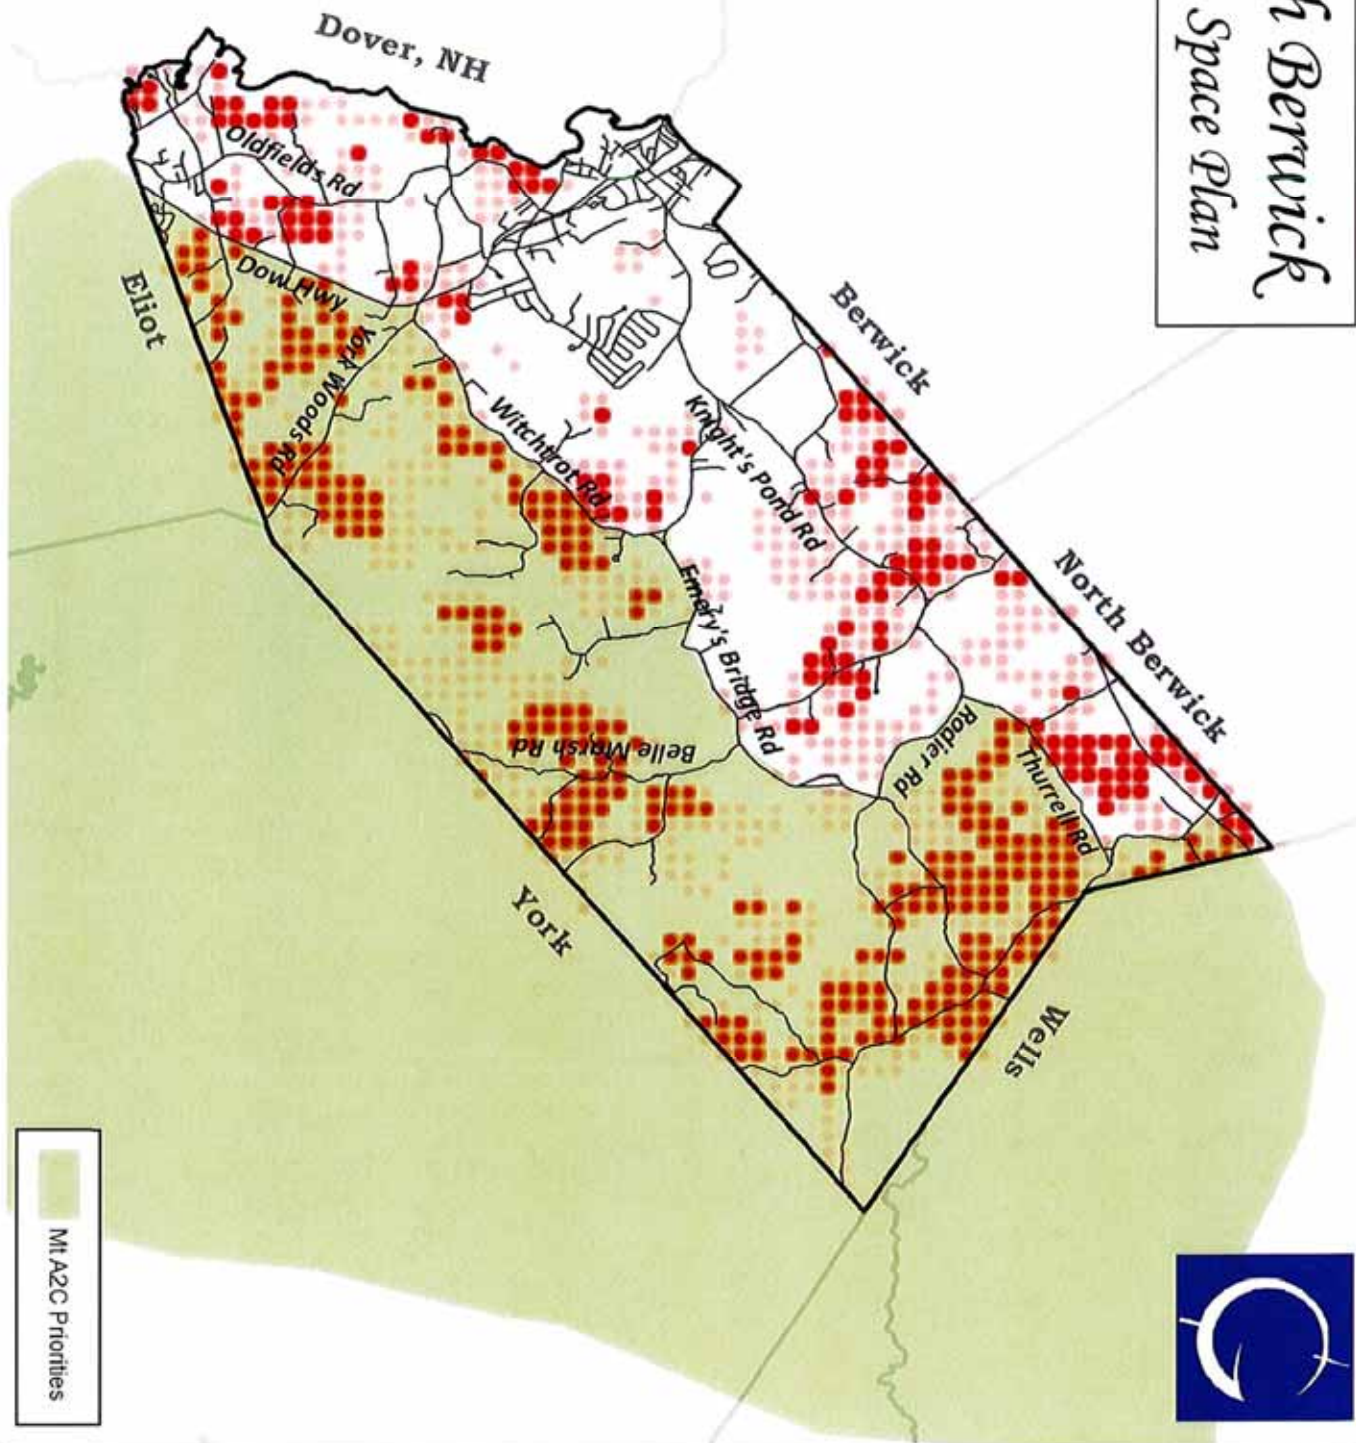 h Berwick
Space Plan
Dover, NH
Oldfields Rd
Dow Hwy
Eliot
York Woods Rd
Witchtrot Rd
Knight's Pond Rd
Berwick
North Berwick
Emery's Bridge Rd
Belle Marsh Rd
Rodier Rd
Thurrell Rd
York
Wells
Mt A2C Priorities